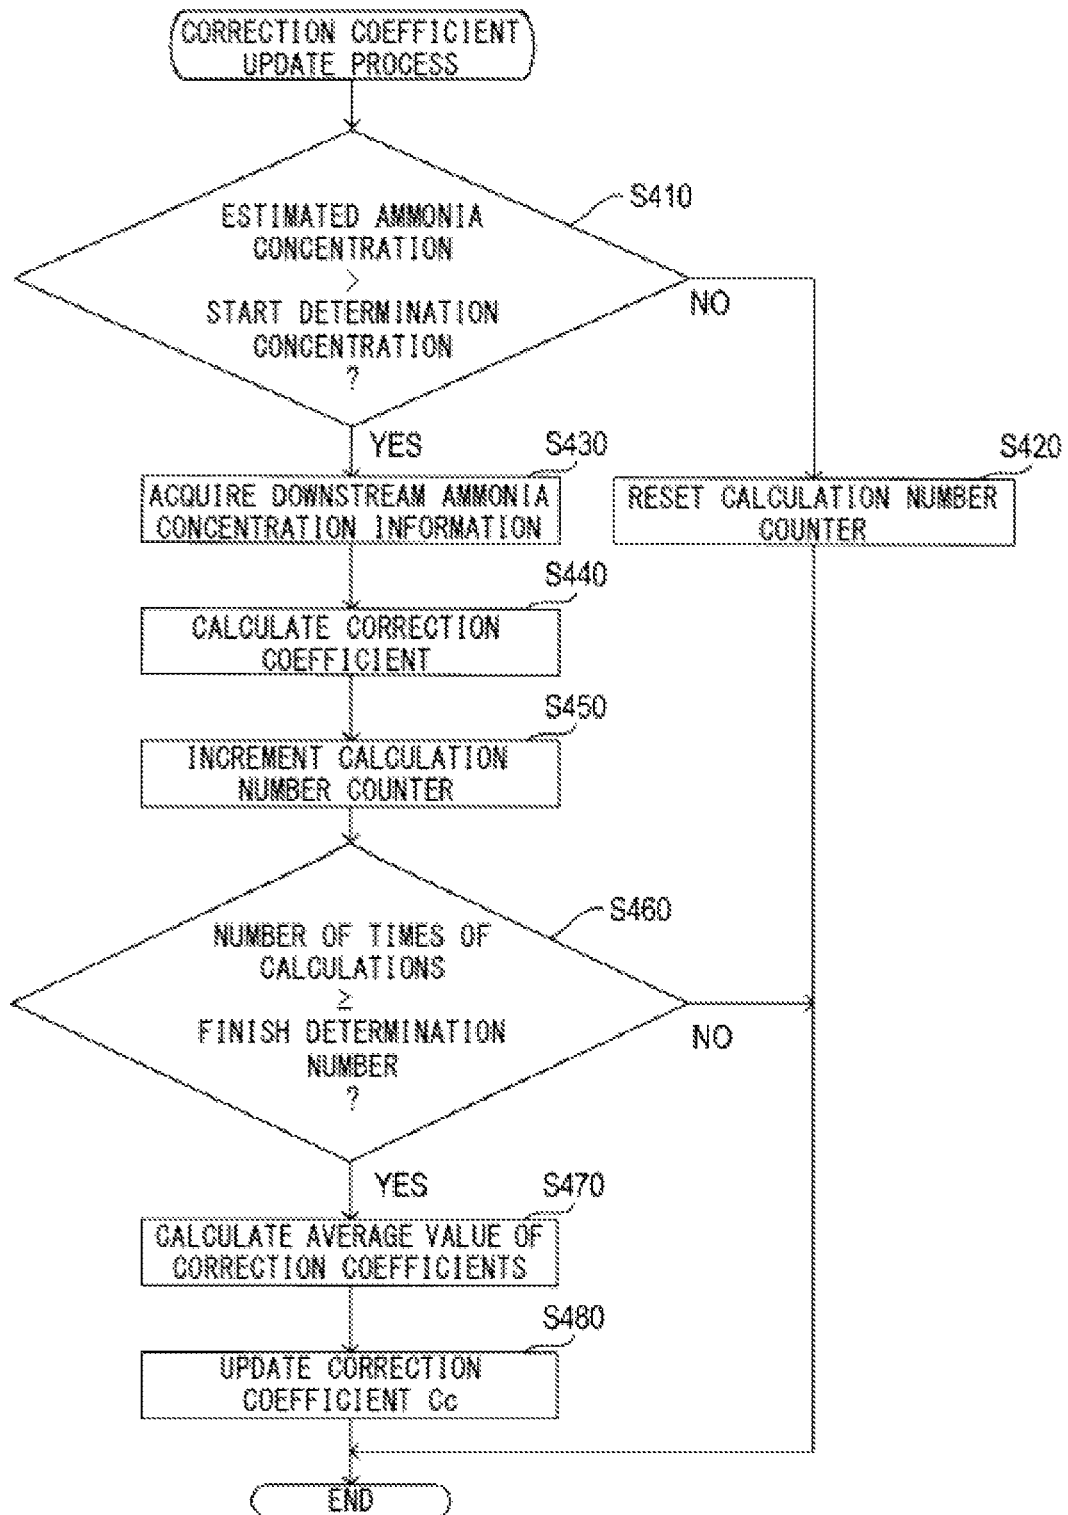 CORRECTION COEFFICIENT
UPDATE PROCESS
S410
ESTIMATED AMMONIA
CONCENTRATION
>
START DETERMINATION
CONCENTRATION
?
NO
YES
S430
ACQUIRE DOWNSTREAM AMMONIA
CONCENTRATION INFORMATION
S420
RESET CALCULATION NUMBER
COUNTER
S440
CALCULATE CORRECTION
COEFFICIENT
S450
INCREMENT CALCULATION
NUMBER COUNTER
S460
NUMBER OF TIMES OF
CALCULATIONS
≥
FINISH DETERMINATION
NUMBER
?
NO
YES
S470
CALCULATE AVERAGE VALUE OF
CORRECTION COEFFICIENTS
S480
UPDATE CORRECTION
COEFFICIENT Cc
END